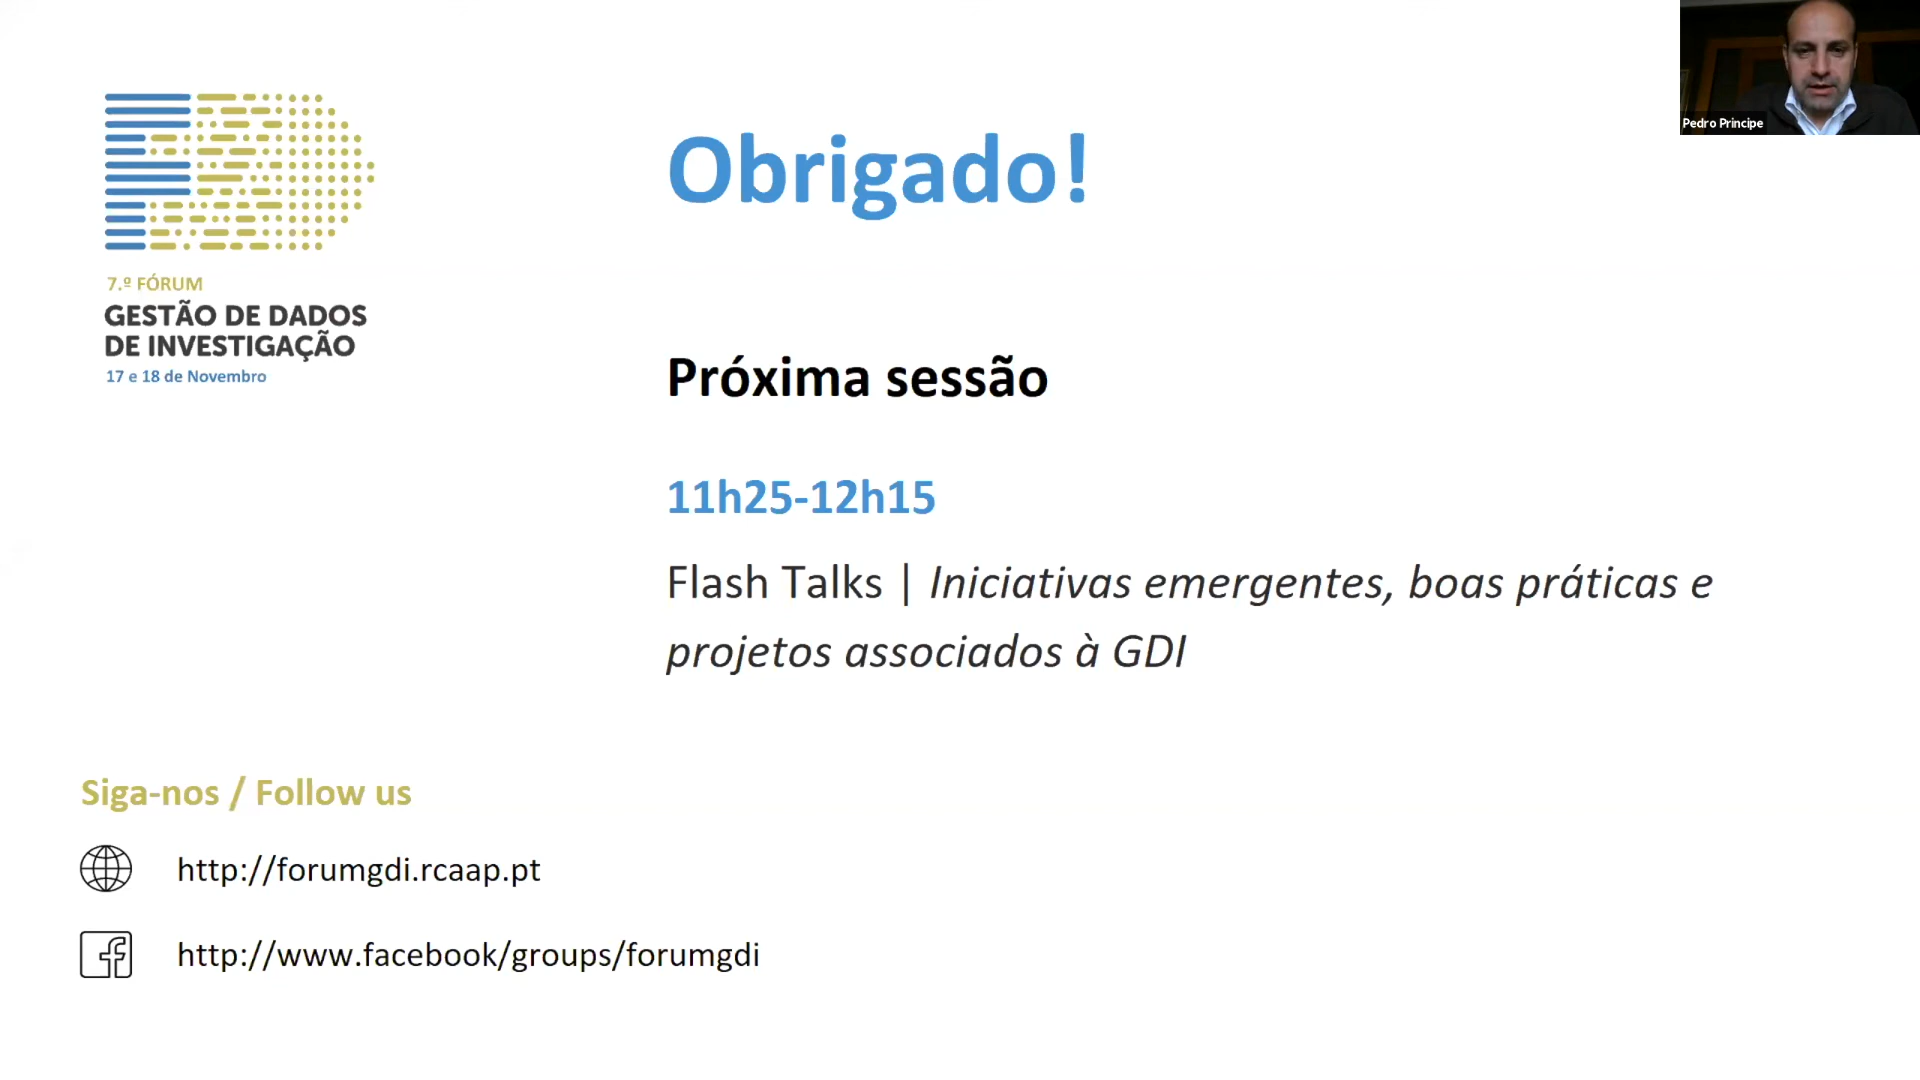 7.º FÓRUM
GESTÃO DE DADOS
DE INVESTIGAÇÃO
17 e 18 de Novembro
Obrigado!
Próxima sessão
11h25-12h15
Flash Talks | Iniciativas emergentes, boas práticas e
projetos associados à GDI
Siga-nos / Follow us
http://forumgdi.rcaap.pt
http://www.facebook/groups/forumgdi
Pedro Príncipe